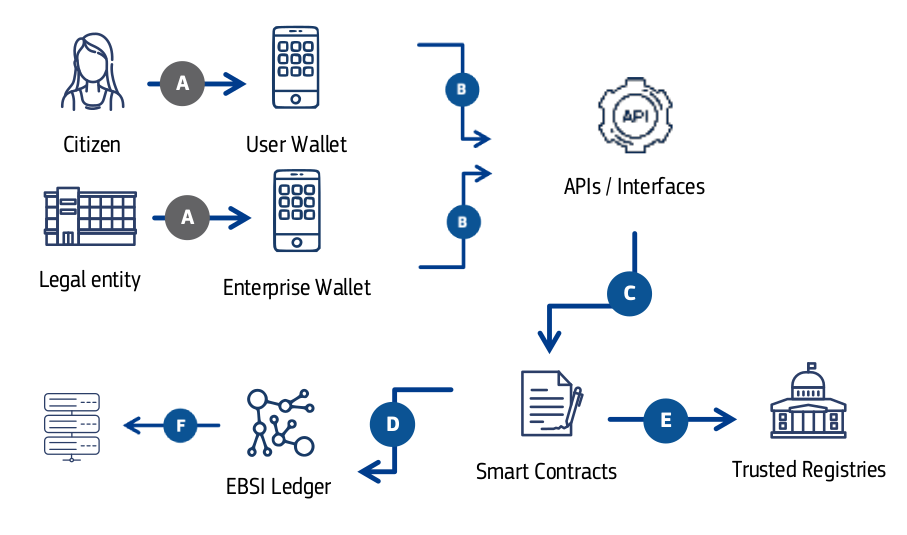 A
B
API
Citizen
User Wallet
APIs / Interfaces
A
B
Legal entity
Enterprise Wallet
C
F
D
E
EBSI Ledger
Smart Contracts
Trusted Registries